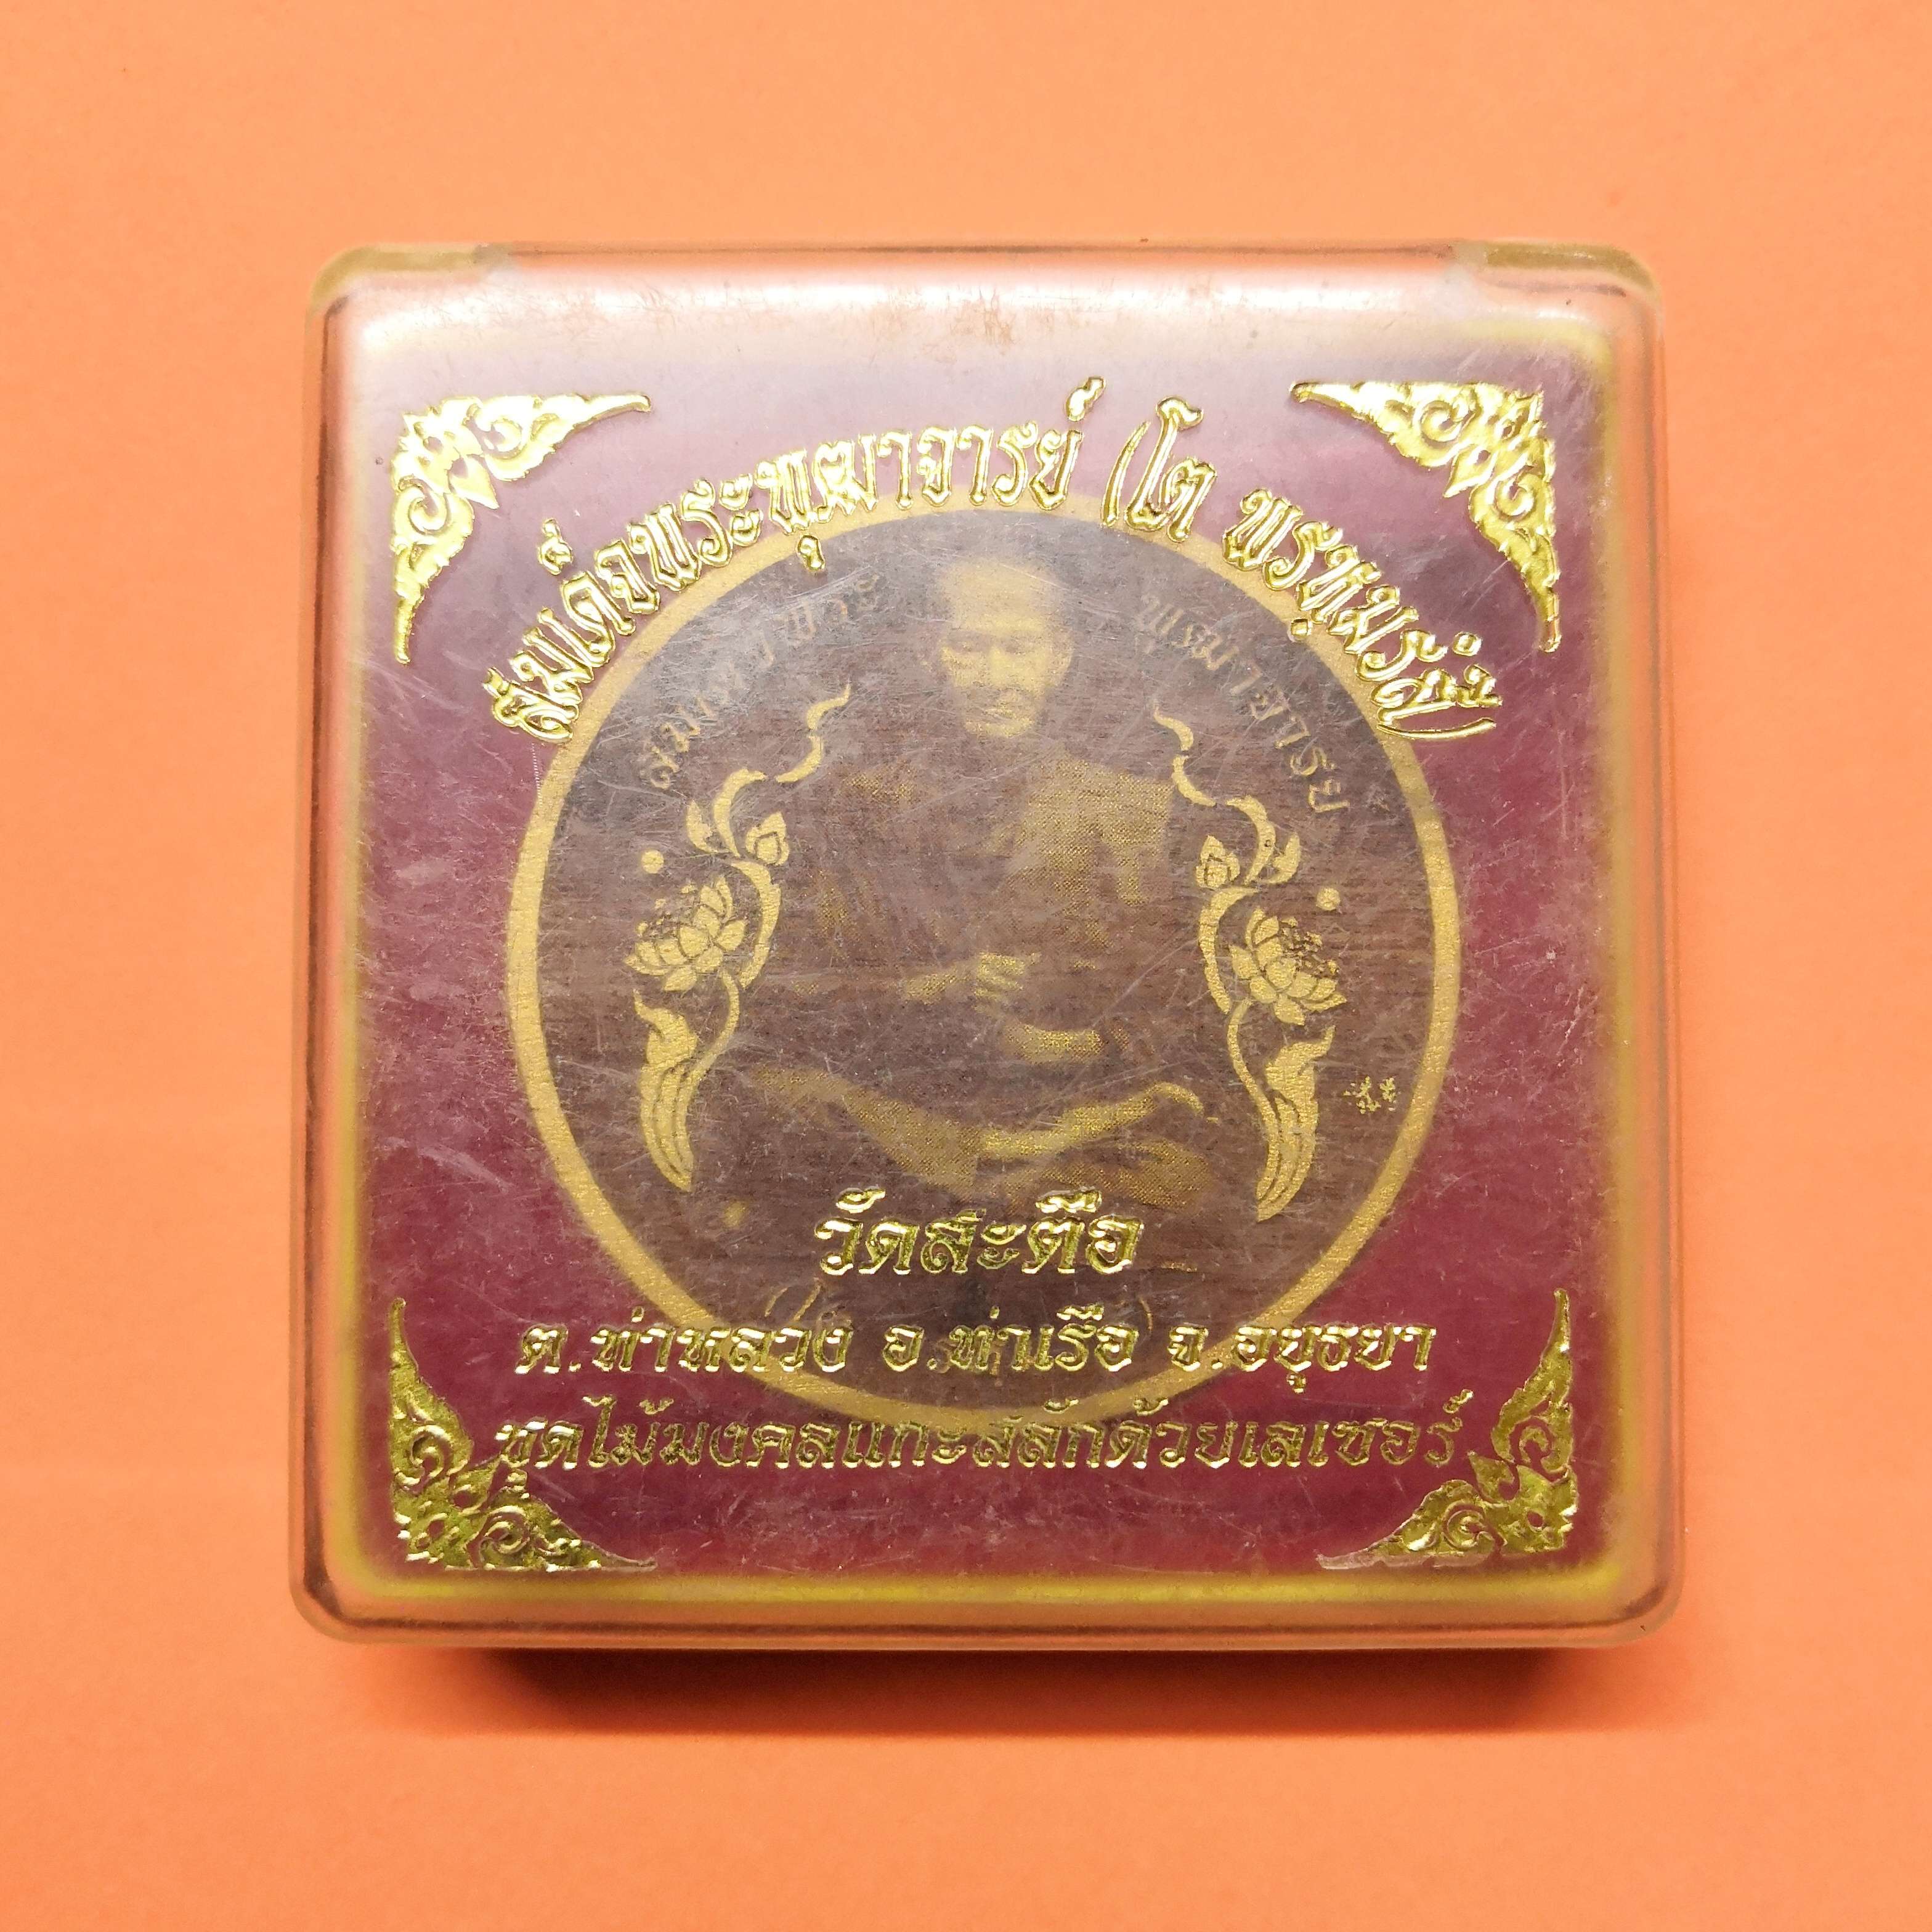 สมเด็จพระพุฒาจารย์ (โต พรฺหมรํสี)
สมเด็จพระ พุฒาจารย์
วัดสะตือ
ต.ท่าหลวง อ.ท่าเรือ จ.อยุธยา
ชุดไม้มงคลแกะสลักด้วยเลเซอร์